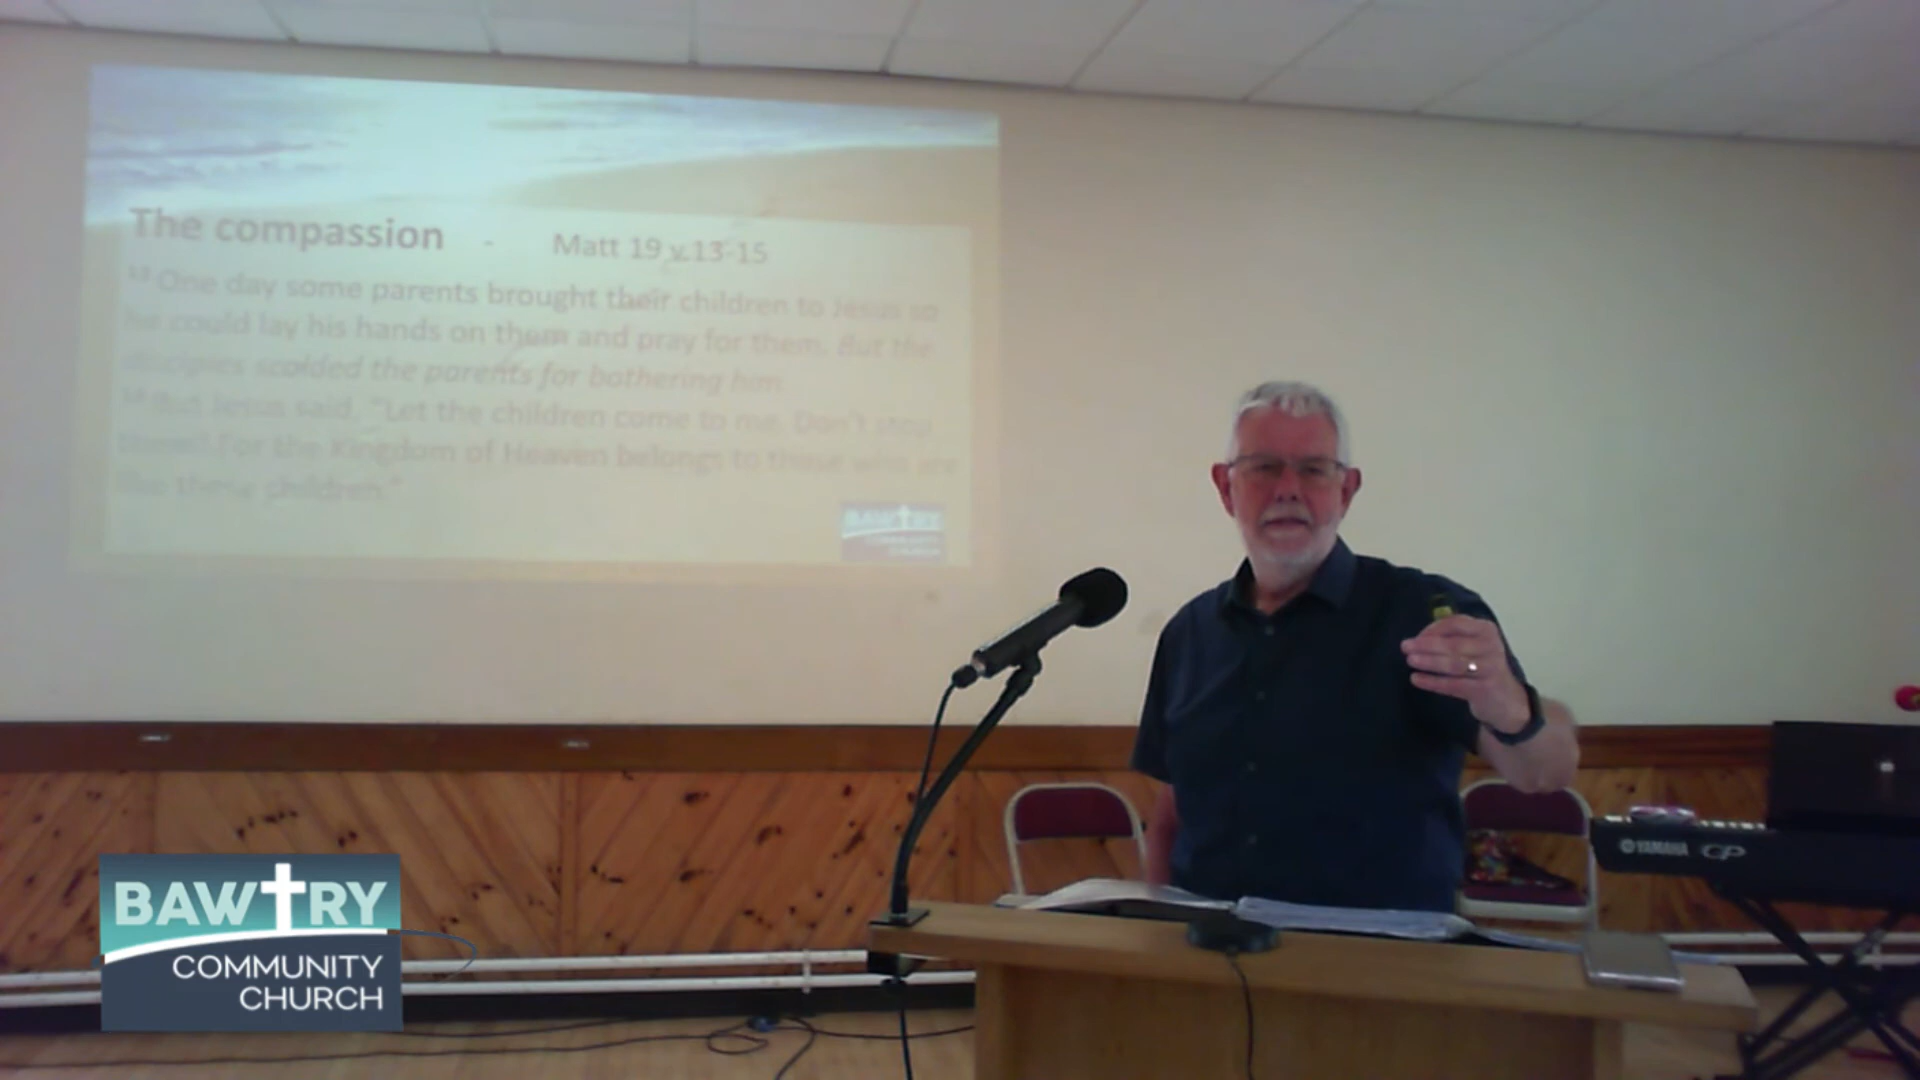 The compassion - Matt 19 v.13-15
13 One day some parents brought their children to Jesus so
he could lay his hands on them and pray for them. But the
disciples scolded the parents for bothering him.
14 But Jesus said, "Let the children come to me. Don't stop
them! For the Kingdom of Heaven belongs to those who are
like these children."
BAWTRY
COMMUNITY
CHURCH
YAMAHA CP
BAWTRY
COMMUNITY
CHURCH